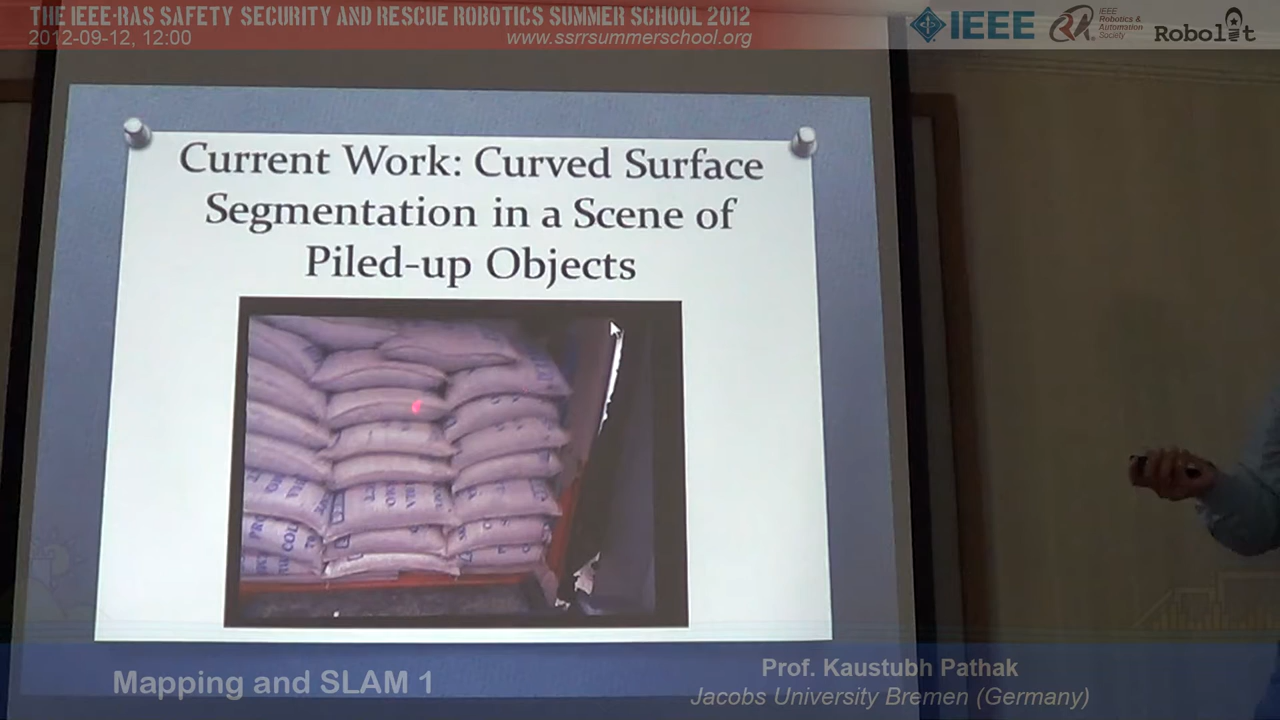 THE IEEE-RAS SAFETY SECURITY AND RESCUE ROBOTICS SUMMER SCHOOL 2012
2012-09-12, 12:00
www.ssrrsummerschool.org
IEEE
IEEE
Robotics &
Automation
Society
Robolit
Current Work: Curved Surface
Segmentation in a Scene of
Piled-up Objects
Mapping and SLAM 1
Prof. Kaustubh Pathak
Jacobs University Bremen (Germany)